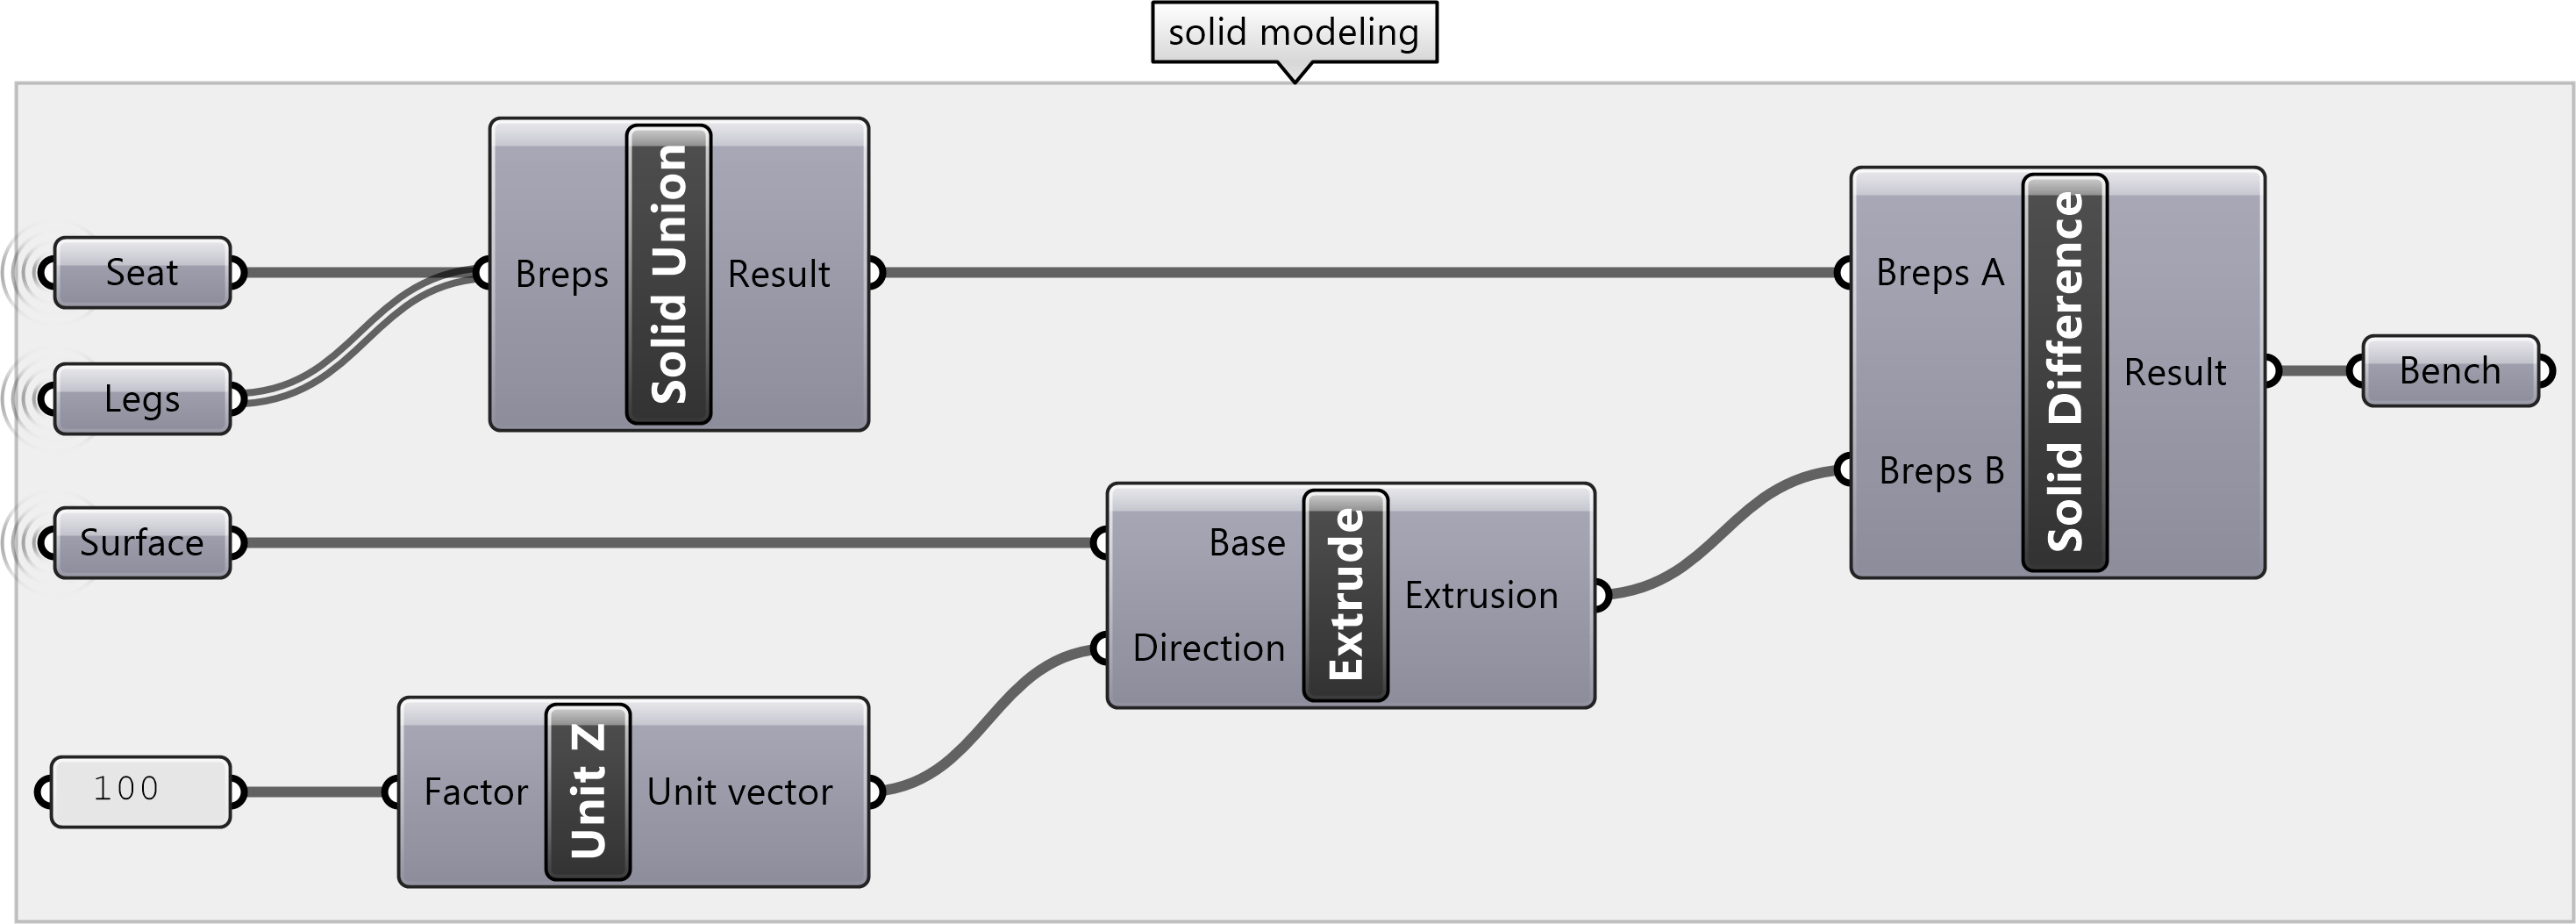 solid modeling
Seat
Legs
Breps
Solid Union
Result
Surface
100
Factor
Unit Z
Unit vector
Base
Direction
Extrude
Extrusion
Breps A
Breps B
Solid Difference
Result
Bench